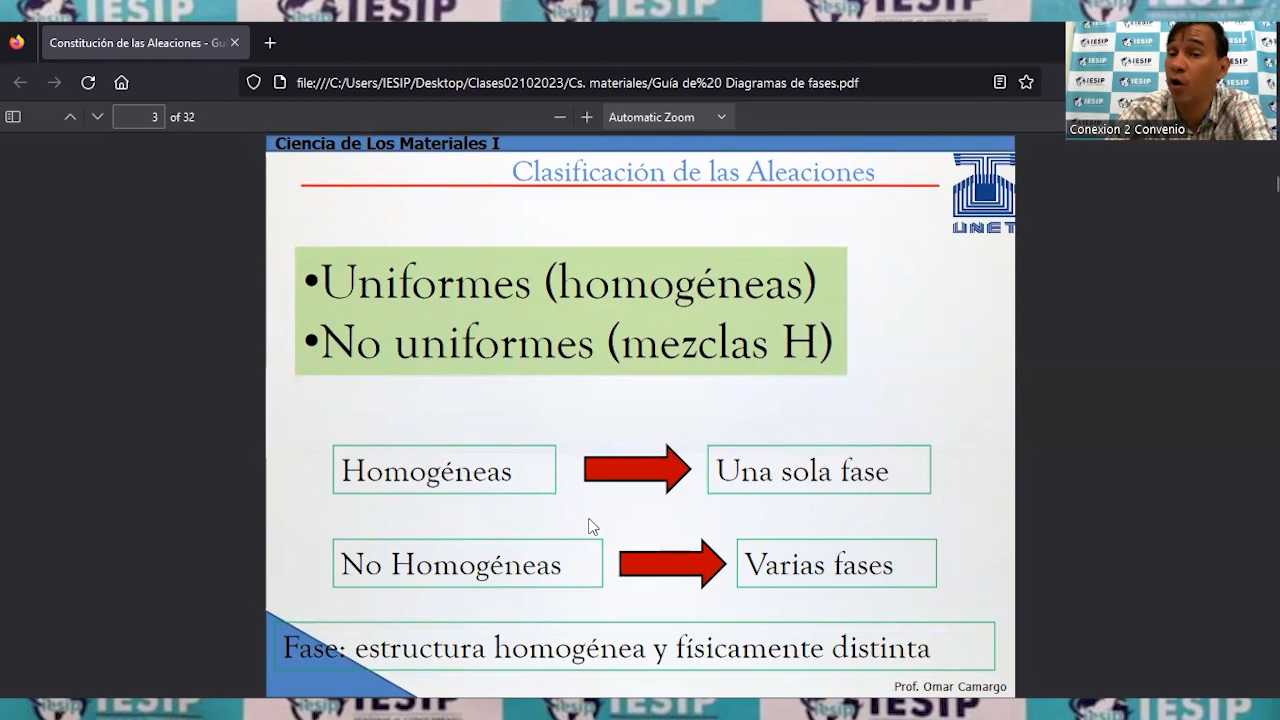 IESIP
Constitución de las Aleaciones - Gu
file:///C:/Users/IESIP/Desktop/Clases02102023/Cs. materiales/Guía de%20 Diagramas de fases.pdf
3 of 32
Automatic Zoom
IESIP
Conexion 2 Convenio
Ciencia de Los Materiales I
Clasificación de las Aleaciones
UNET
•Uniformes (homogéneas)
•No uniformes (mezclas H)
Homogéneas
Una sola fase
No Homogéneas
Varias fases
Fase: estructura homogénea y físicamente distinta
Prof. Omar Camargo
IESIP